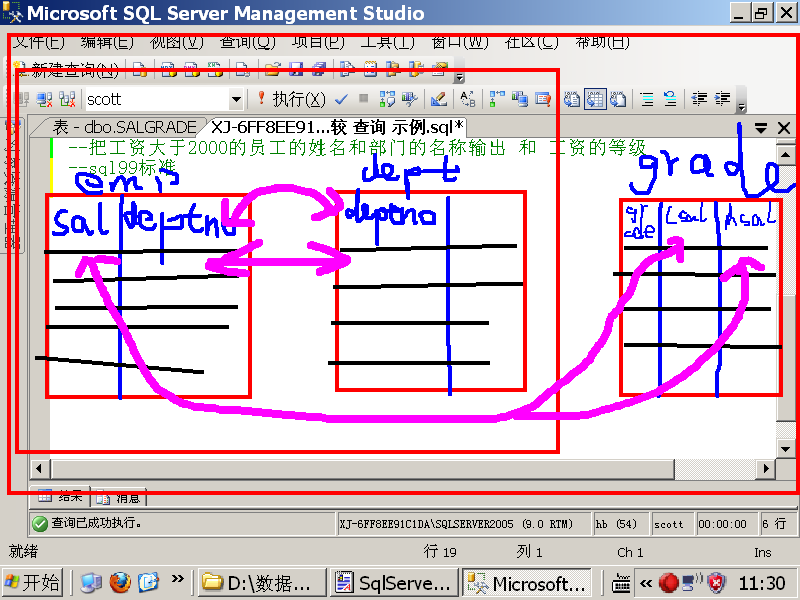 Microsoft SQL Server Management Studio
文件(F) 编辑(E) 视图(V) 查询(Q) 项目(P) 工具(T) 窗口(W) 社区(C) 帮助(H)
新建查询(N)
scott 执行(X)
表 - dbo.SALGRADE XJ-6FF8EE91...较 查询 示例.sql*
--把工资大于2000的员工的姓名和部门的名称输出 和 工资的等级
--sql99标准
emp dept grade
sal deptno deptno grade Lsal hsal
结果 消息
查询已成功执行。 XJ-6FF8EE91C1DA\SQLSERVER2005 (9.0 RTM) hb (54) scott 00:00:00 6 行
就绪 行 19 列 1 Ch 1 Ins
开始 D:\数据... SqlServe... Microsoft... 11:30